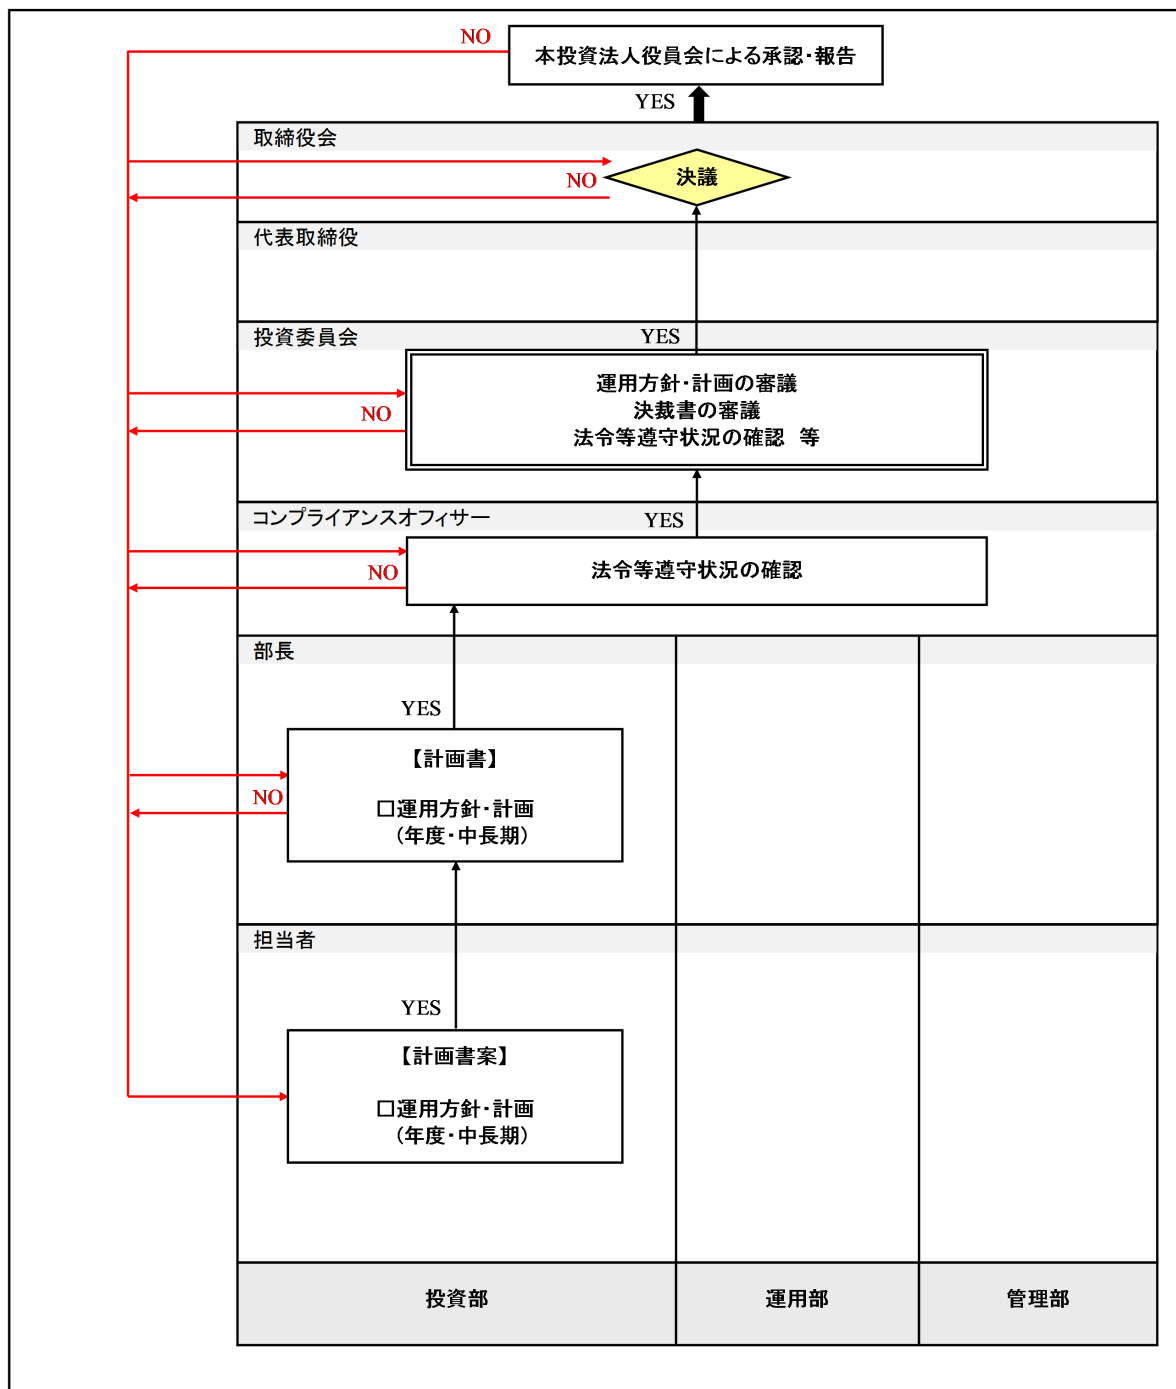 NO
本投資法人役員会による承認・報告
YES
取締役会
NO
決議
代表取締役
投資委員会
YES
運用方針・計画の審議
決裁書の審議
法令等遵守状況の確認 等
NO
コンプライアンスオフィサー
YES
法令等遵守状況の確認
NO
部長
YES
【計画書】
□運用方針・計画
（年度・中長期）
NO
担当者
YES
【計画書案】
□運用方針・計画
（年度・中長期）
投資部
運用部
管理部